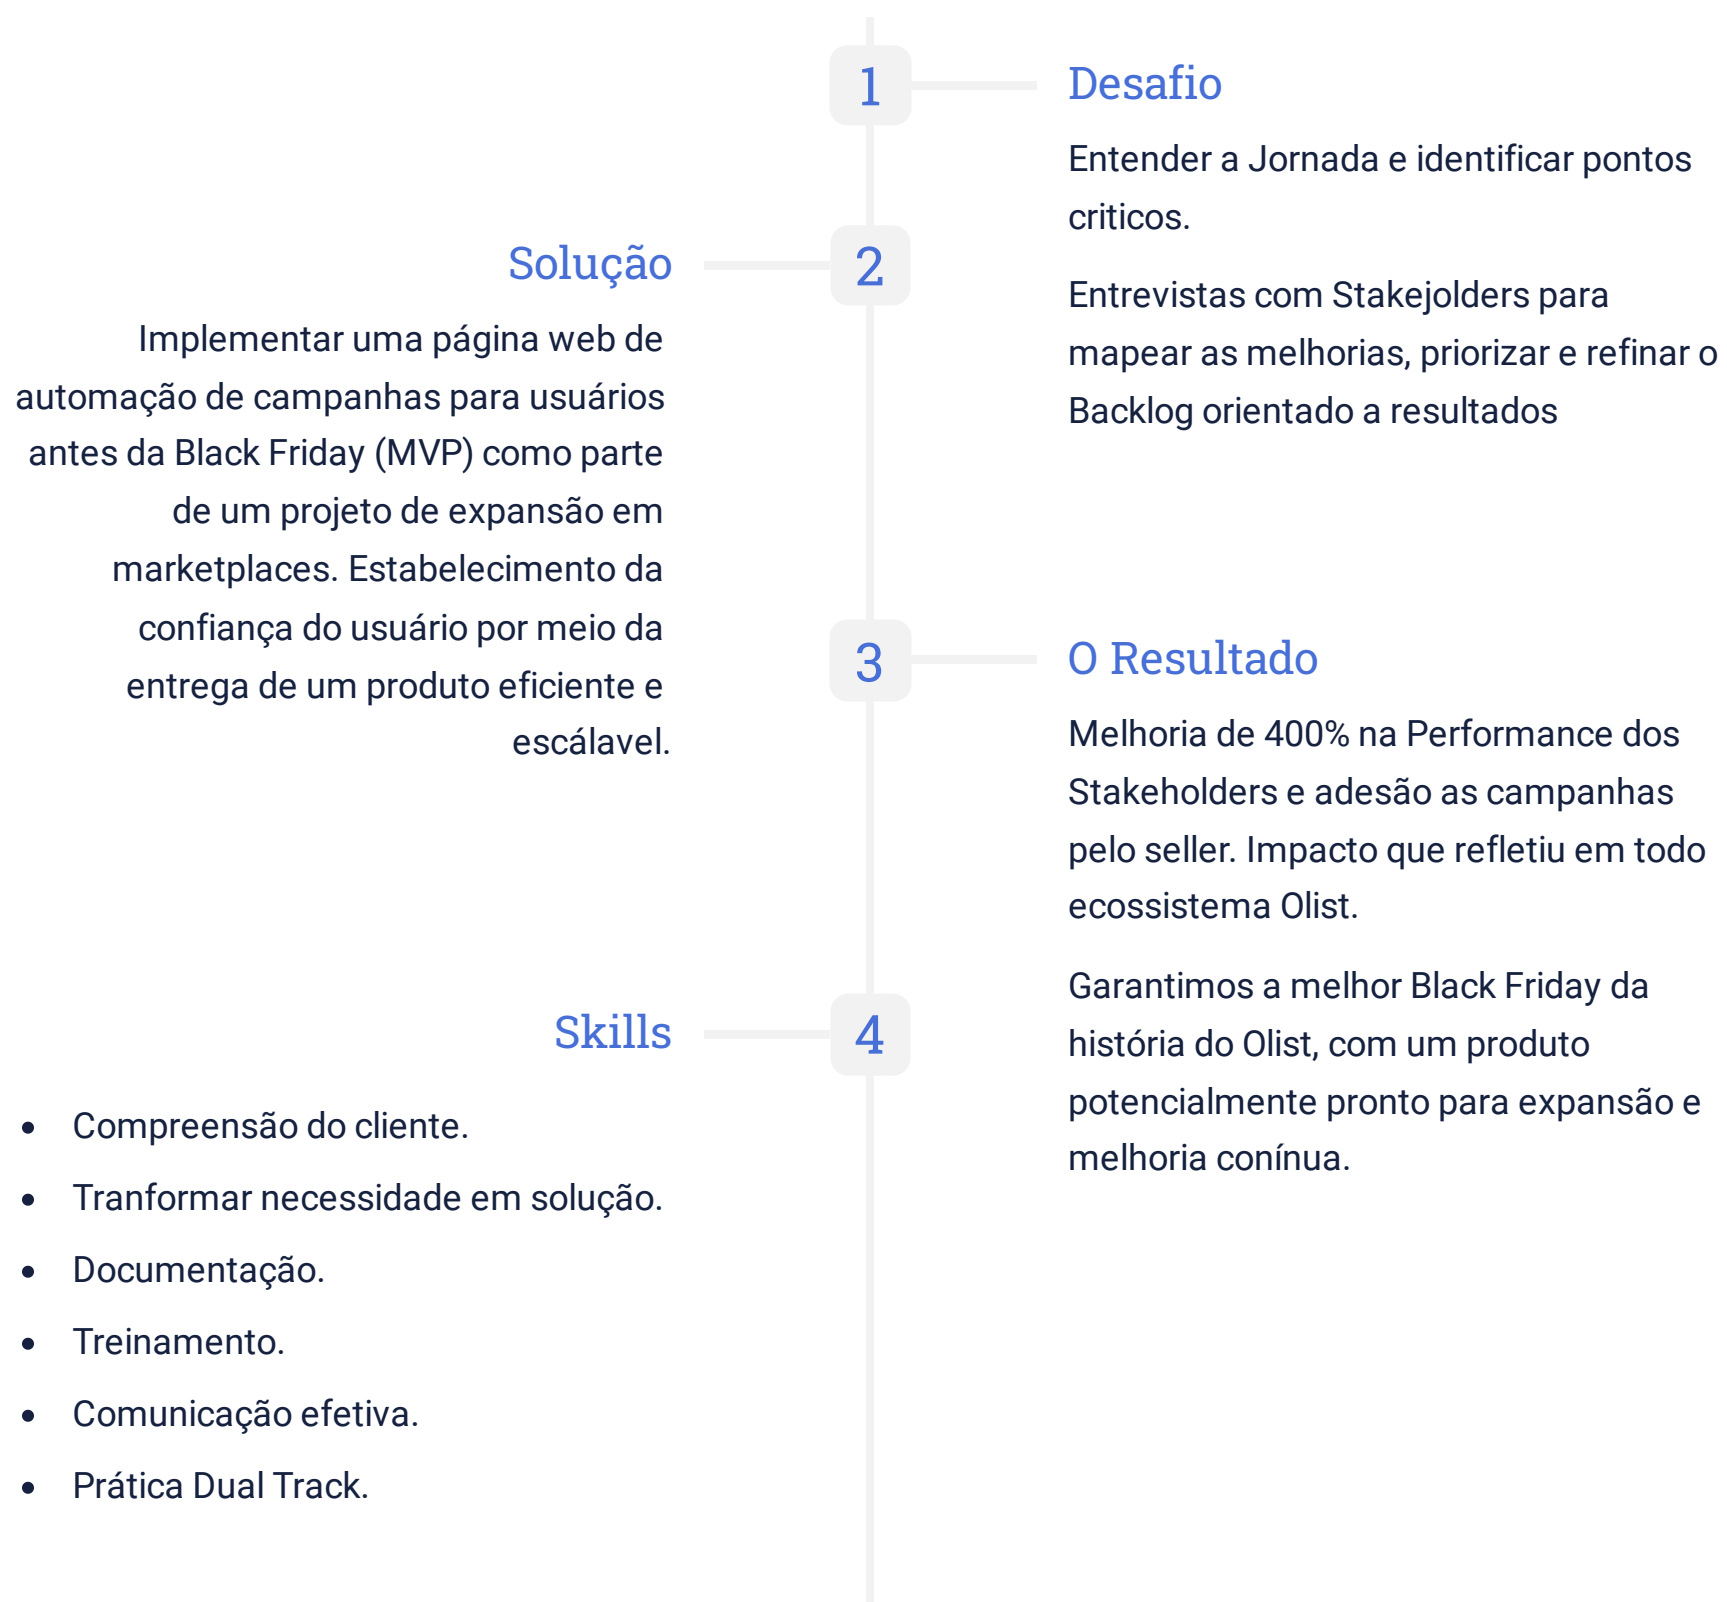 1
Desafio
Entender a Jornada e identificar pontos
criticos.
Entrevistas com Stakejolders para
mapear as melhorias, priorizar e refinar o
Backlog orientado a resultados
2
Solução
Implementar uma página web de
automação de campanhas para usuários
antes da Black Friday (MVP) como parte
de um projeto de expansão em
marketplaces. Estabelecimento da
confiança do usuário por meio da
entrega de um produto eficiente e
escálavel.
3
O Resultado
Melhoria de 400% na Performance dos
Stakeholders e adesão as campanhas
pelo seller. Impacto que refletiu em todo
ecossistema Olist.
Garantimos a melhor Black Friday da
história do Olist, com um produto
potencialmente pronto para expansão e
melhoria conínua.
4
Skills
• Compreensão do cliente.
• Tranformar necessidade em solução.
• Documentação.
• Treinamento.
• Comunicação efetiva.
• Prática Dual Track.